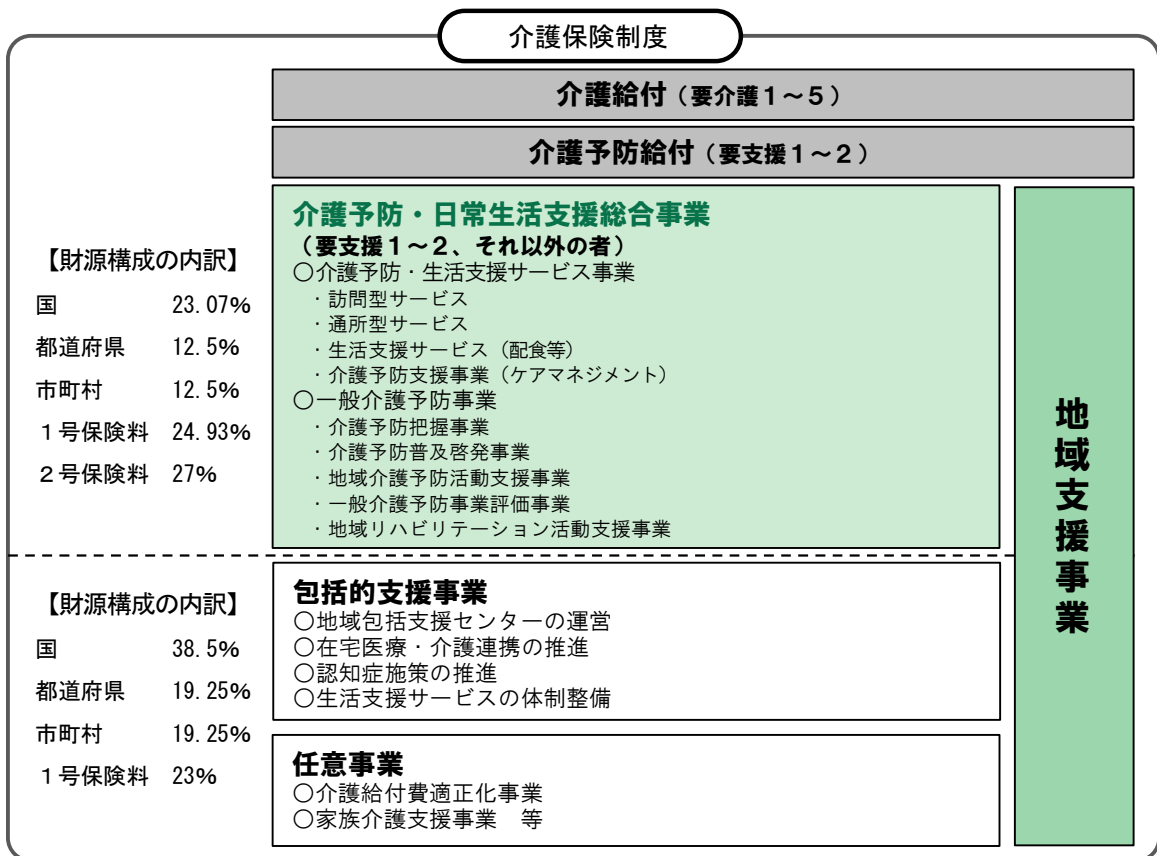 介護保険制度
介護給付（要介護１～５）
介護予防給付（要支援１～２）
【財源構成の内訳】
国 23.07%
都道府県 12.5%
市町村 12.5%
１号保険料 24.93%
２号保険料 27%
介護予防・日常生活支援総合事業
（要支援１～２、それ以外の者）
○介護予防・生活支援サービス事業
・訪問型サービス
・通所型サービス
・生活支援サービス（配食等）
・介護予防支援事業（ケアマネジメント）
○一般介護予防事業
・介護予防把握事業
・介護予防普及啓発事業
・地域介護予防活動支援事業
・一般介護予防事業評価事業
・地域リハビリテーション活動支援事業
【財源構成の内訳】
国 38.5%
都道府県 19.25%
市町村 19.25%
１号保険料 23%
包括的支援事業
○地域包括支援センターの運営
○在宅医療・介護連携の推進
○認知症施策の推進
○生活支援サービスの体制整備
任意事業
○介護給付費適正化事業
○家族介護支援事業　等
地域支援事業